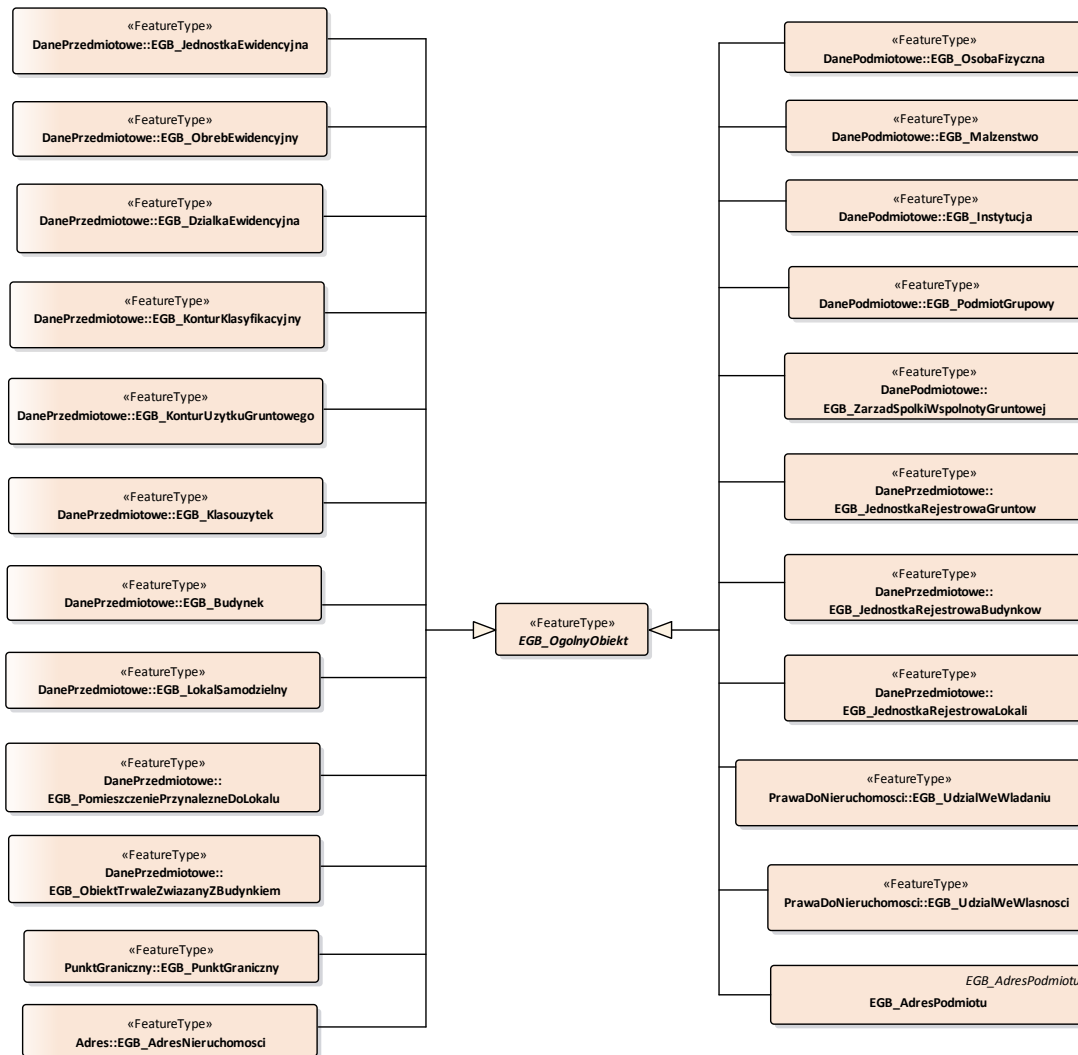 «FeatureType»
DanePrzedmiotowe::EGB_JednostkaEwidencyjna
«FeatureType»
DanePrzedmiotowe::EGB_ObrebEwidencyjny
«FeatureType»
DanePrzedmiotowe::EGB_DzialkaEwidencyjna
«FeatureType»
DanePrzedmiotowe::EGB_KonturKlasyfikacyjny
«FeatureType»
DanePrzedmiotowe::EGB_KonturUzytkuGruntowego
«FeatureType»
DanePrzedmiotowe::EGB_Klasouzytek
«FeatureType»
DanePrzedmiotowe::EGB_Budynek
«FeatureType»
DanePrzedmiotowe::EGB_LokalSamodzielny
«FeatureType»
DanePrzedmiotowe::
EGB_PomieszczeniePrzynalezneDoLokalu
«FeatureType»
DanePrzedmiotowe::
EGB_ObiektTrwaleZwiazanyZBudynkiem
«FeatureType»
PunktGraniczny::EGB_PunktGraniczny
«FeatureType»
Adres::EGB_AdresNieruchomosci
«FeatureType»
EGB_OgolnyObiekt
«FeatureType»
DanePodmiotowe::EGB_OsobaFizyczna
«FeatureType»
DanePodmiotowe::EGB_Malzenstwo
«FeatureType»
DanePodmiotowe::EGB_Instytucja
«FeatureType»
DanePodmiotowe::EGB_PodmiotGrupowy
«FeatureType»
DanePodmiotowe::
EGB_ZarzadSpolkiWspolnotyGruntowej
«FeatureType»
DanePrzedmiotowe::
EGB_JednostkaRejestrowaGruntow
«FeatureType»
DanePrzedmiotowe::
EGB_JednostkaRejestrowaBudynkow
«FeatureType»
DanePrzedmiotowe::
EGB_JednostkaRejestrowaLokali
«FeatureType»
PrawaDoNieruchomosci::EGB_UdzialWeWladaniu
«FeatureType»
PrawaDoNieruchomosci::EGB_UdzialWeWlasnosci
EGB_AdresPodmiotu
EGB_AdresPodmiotu